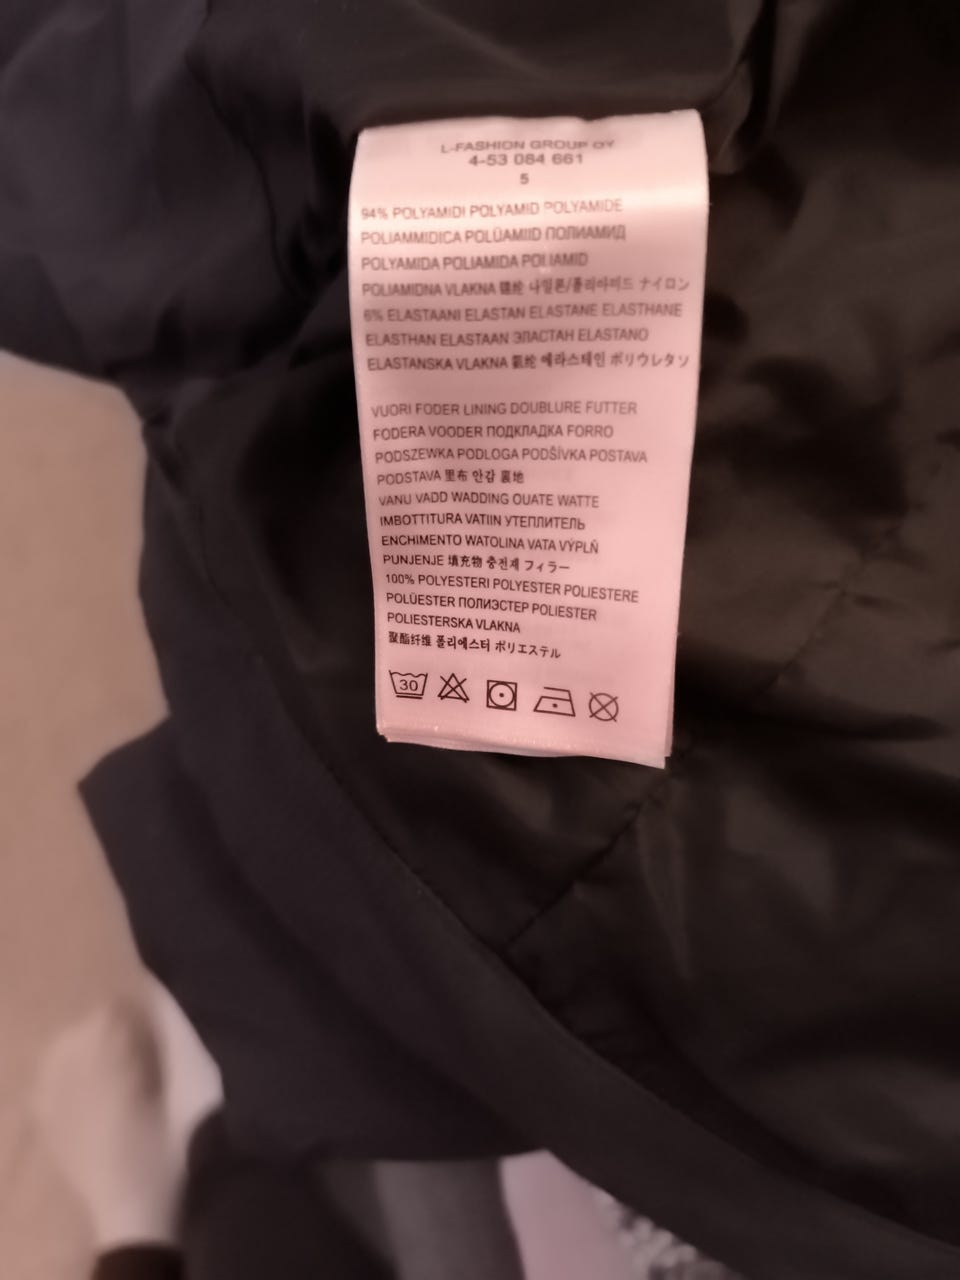 L-FASHION GROUP OY
4-53 084 661
5
94% POLYAMIDI POLYAMID POLYAMIDE
POLIAMMIDICA POLÜAMIID ПОЛИАМИД
POLYAMIDA POLIAMIDA POLIAMID
POLIAMIDNA VLAKNA 锦纶 나일론/폴리아미드 ナイロン
6% ELASTAANI ELASTAN ELASTANE ELASTHANE
ELASTHAN ELASTAAN ЭЛАСТАН ELASTANO
ELASTANSKA VLAKNA 氨纶 에라스테인 ポリウレタン
VUORI FODER LINING DOUBLURE FUTTER
FODERA VOODER ПОДКЛАДКА FORRO
PODSZEWKA PODLOGA PODŠÍVKA POSTAVA
PODSTAVA 里布 안감 裏地
VANU VADD WADDING OUATE WATTE
IMBOTTITURA VATIIN УТЕПЛИТЕЛЬ
ENCHIMENTO WATOLINA VATA VÝPLŇ
PUNJENJE 填充物 충전재 フィラー
100% POLYESTERI POLYESTER POLIESTERE
POLÜESTER ПОЛИЭСТЕР POLIESTER
POLIESTERSKA VLAKNA
聚酯纤维 폴리에스터 ポリエステル
30